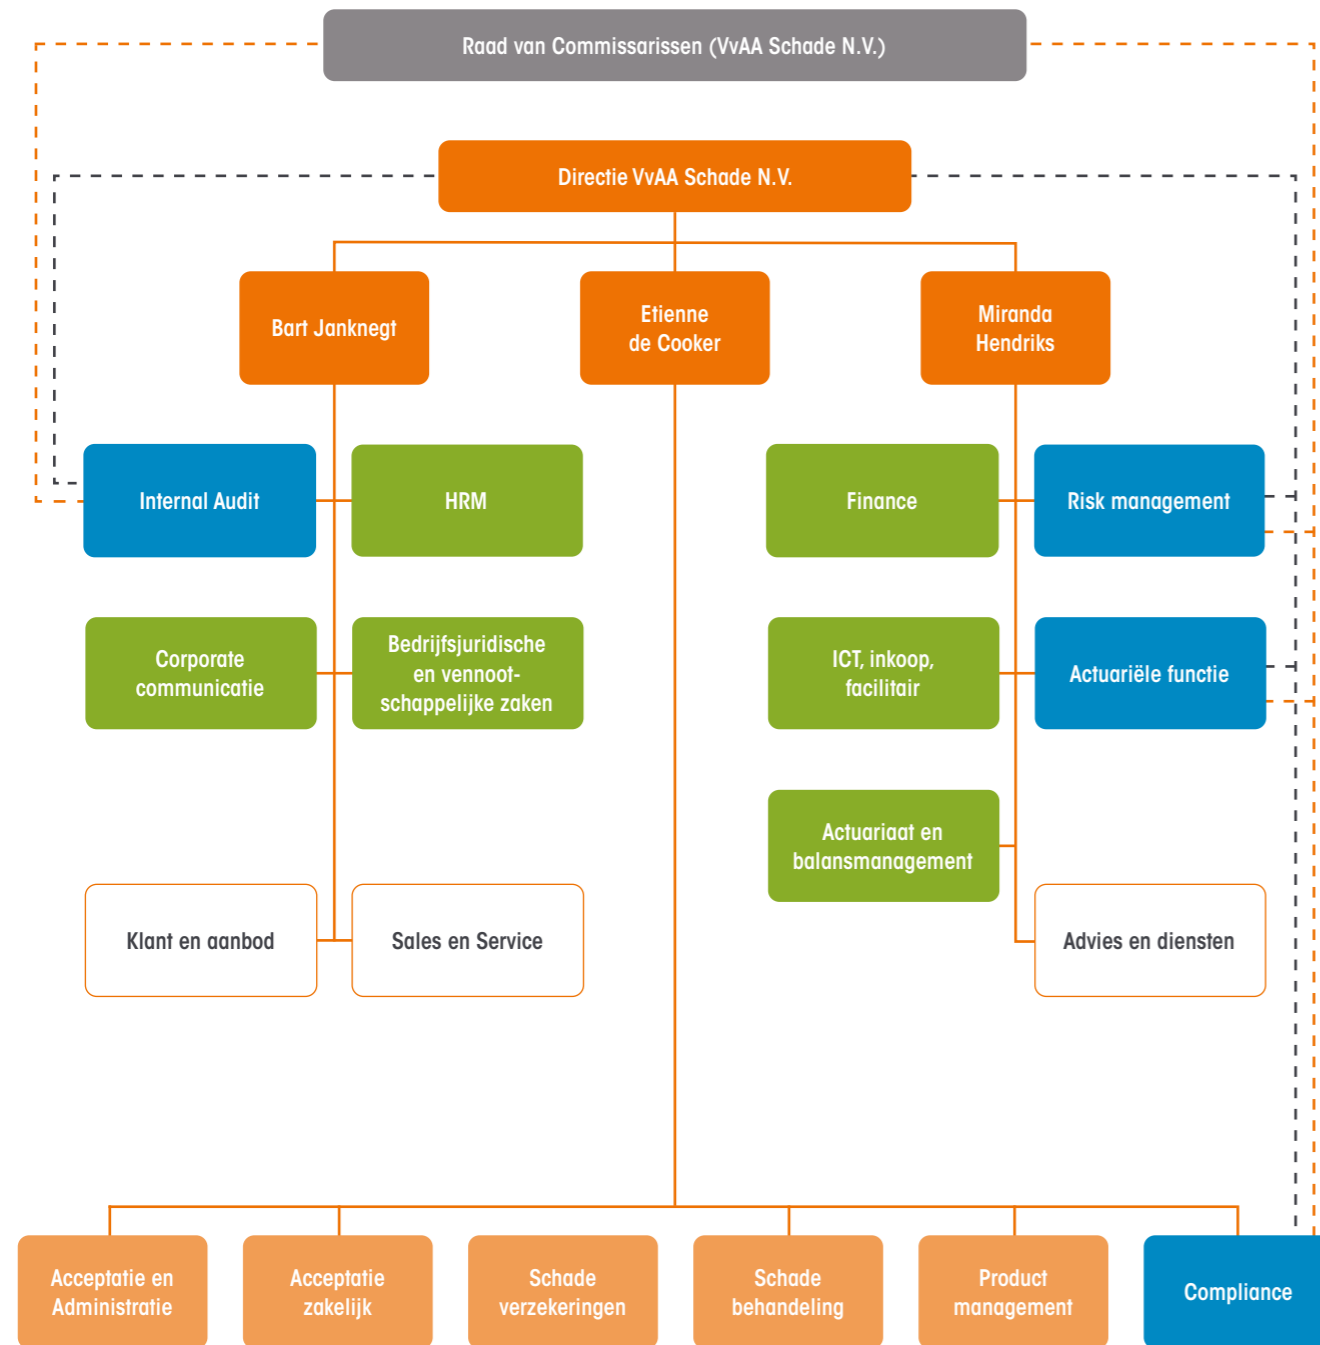 Raad van Commissarissen (VvAA Schade N.V.)
Directie VvAA Schade N.V.
Bart Janknegt
Etienne
de Cooker
Miranda
Hendriks
Internal Audit
HRM
Finance
Risk management
Corporate
communicatie
Bedrijfsjuridische
en vennoot-
schappelijke zaken
ICT, inkoop,
facilitair
Actuariële functie
Actuariaat en
balansmanagement
Klant en aanbod
Sales en Service
Advies en diensten
Acceptatie en
Administratie
Acceptatie
zakelijk
Schade
verzekeringen
Schade
behandeling
Product
management
Compliance